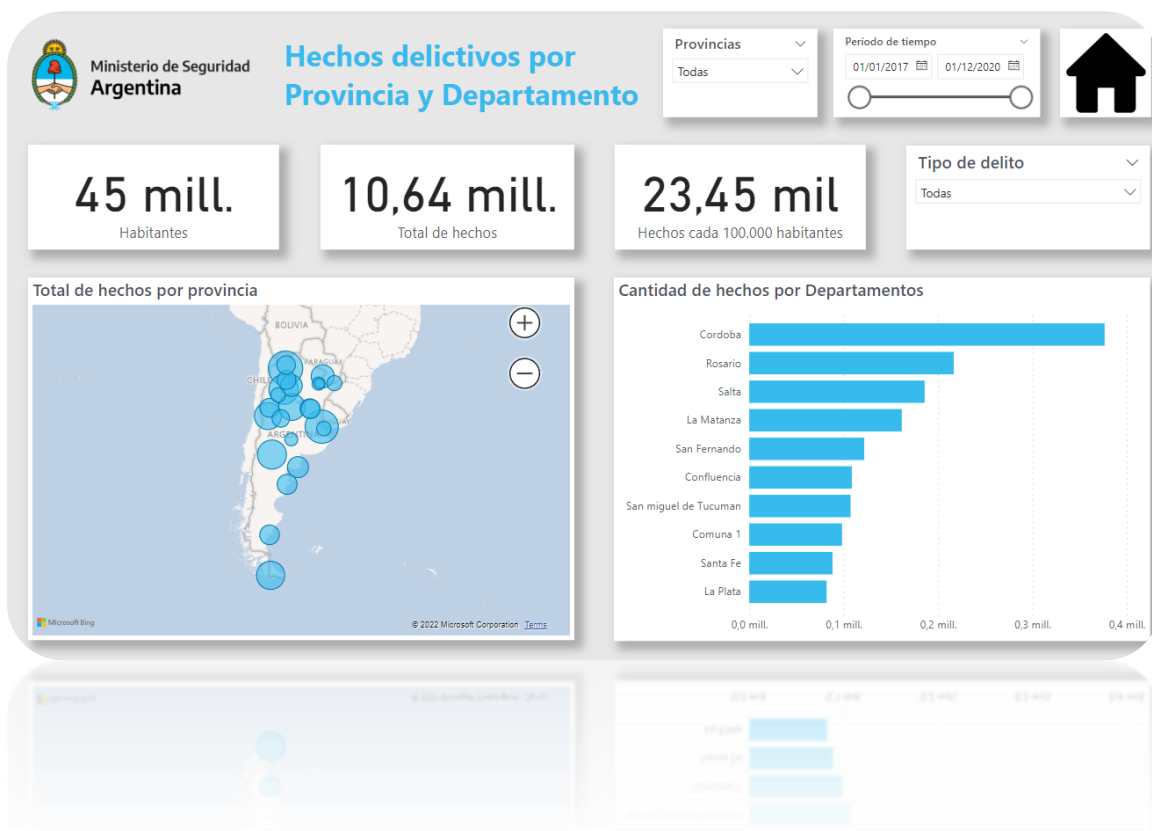 Ministerio de Seguridad
Argentina
Hechos delictivos por
Provincia y Departamento
Provincias
Todas
Período de tiempo
01/01/2017
01/12/2020
45 mill.
Habitantes
10,64 mill.
Total de hechos
23,45 mil
Hechos cada 100.000 habitantes
Tipo de delito
Todas
Total de hechos por provincia
BOLIVIA
PARAGUAY
CHILE
URUGUAY
ARGENTINA
Microsoft Bing
© 2022 Microsoft Corporation
Terms
Cantidad de hechos por Departamentos
Cordoba
Rosario
Salta
La Matanza
San Fernando
Confluencia
San miguel de Tucuman
Comuna 1
Santa Fe
La Plata
0,0 mill.
0,1 mill.
0,2 mill.
0,3 mill.
0,4 mill.